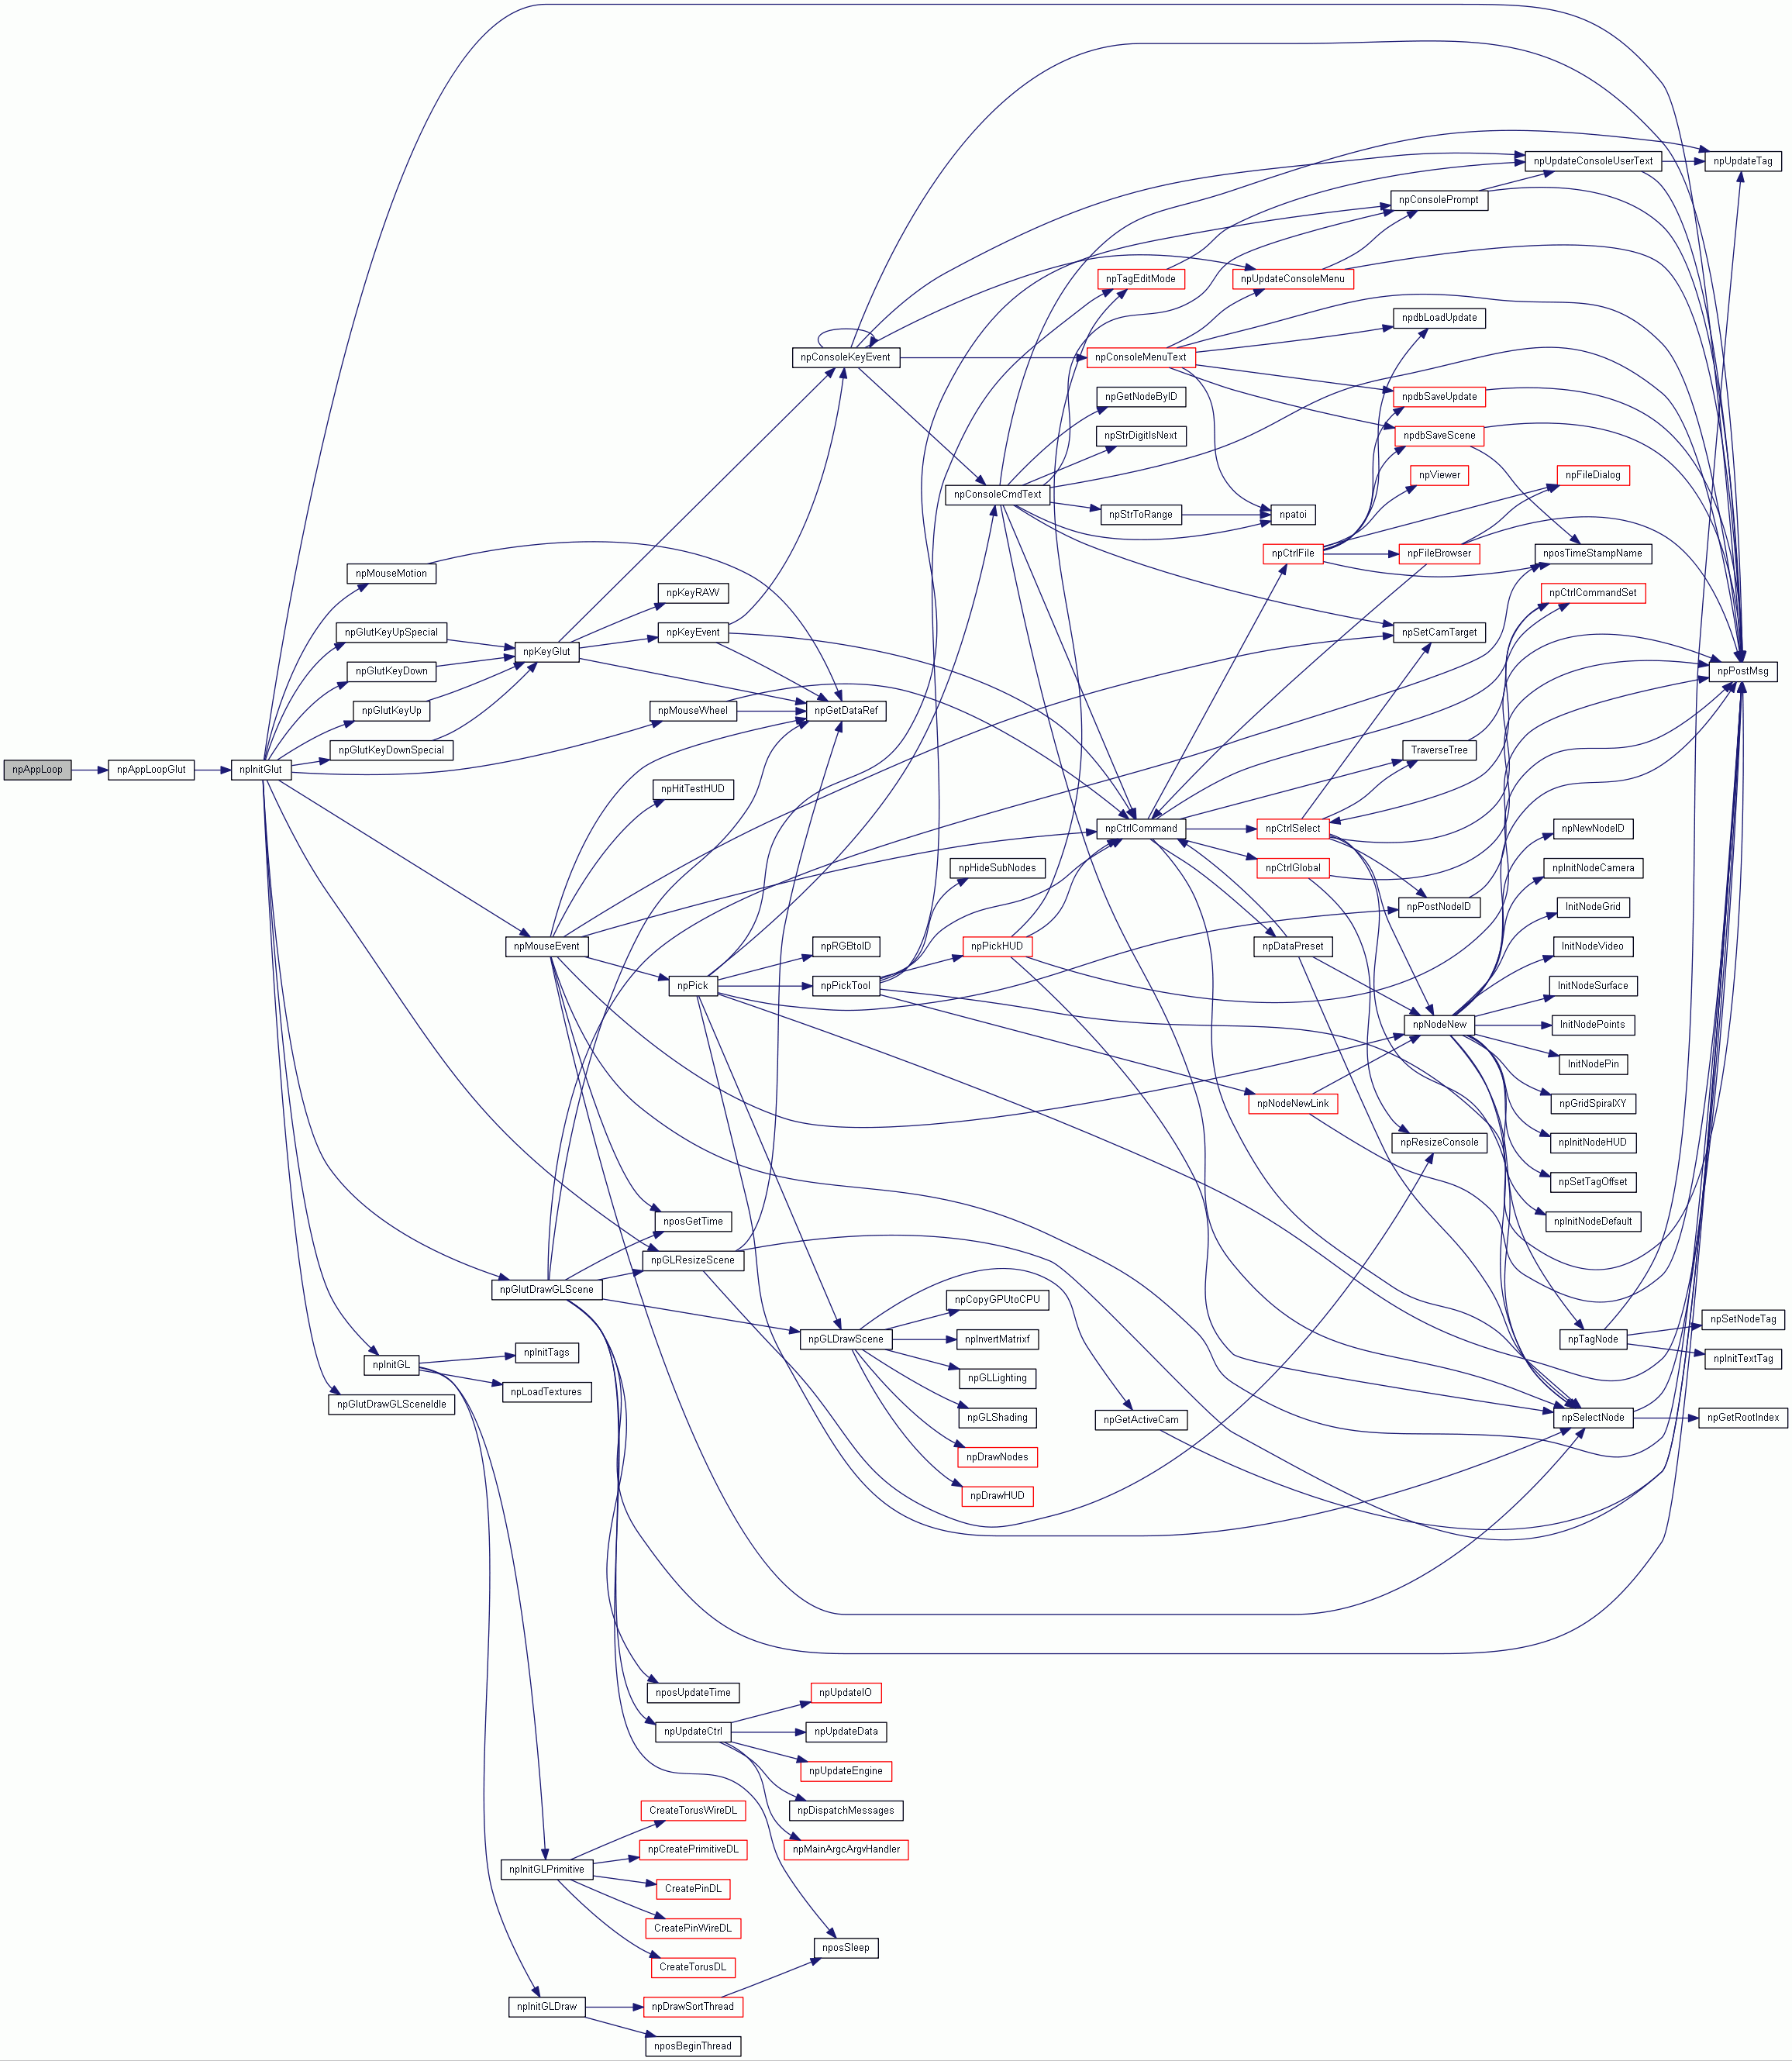 npAppLoop
npAppLoopGlut
npInitGlut
npMouseMotion
npGlutKeyUpSpecial
npGlutKeyDown
npGlutKeyUp
npGlutKeyDownSpecial
npInitGL
npGlutDrawGLSceneIdle
npKeyGlut
npMouseEvent
npGlutDrawGLScene
npInitTags
npLoadTextures
npInitGLPrimitive
npInitGLDraw
npKeyRAW
npKeyEvent
npMouseWheel
npHitTestHUD
npPick
nposGetTime
npGLResizeScene
nposUpdateTime
npUpdateCtrl
CreateTorusWireDL
npCreatePrimitiveDL
CreatePinDL
CreatePinWireDL
CreateTorusDL
npDrawSortThread
nposBeginThread
npConsoleKeyEvent
npGetDataRef
npRGBtoID
npPickTool
npGLDrawScene
npUpdateIO
npUpdateData
npUpdateEngine
npDispatchMessages
npMainArgcArgvHandler
nposSleep
npConsoleCmdText
npHideSubNodes
npPickHUD
npCopyGPUtoCPU
npInvertMatrixf
npGLLighting
npGLShading
npDrawNodes
npDrawHUD
npTagEditMode
npConsoleMenuText
npGetNodeByID
npStrDigitIsNext
npStrToRange
npCtrlCommand
npGetActiveCam
npUpdateConsoleMenu
npatoi
npCtrlFile
npCtrlSelect
npCtrlGlobal
npDataPreset
npNodeNewLink
npConsolePrompt
npdbLoadUpdate
npdbSaveUpdate
npdbSaveScene
npViewer
npFileBrowser
npSetCamTarget
TraverseTree
npPostNodeID
npNodeNew
npResizeConsole
npUpdateConsoleUserText
npFileDialog
nposTimeStampName
npCtrlCommandSet
npNewNodeID
npInitNodeCamera
InitNodeGrid
InitNodeVideo
InitNodeSurface
InitNodePoints
InitNodePin
npGridSpiralXY
npInitNodeHUD
npSetTagOffset
npInitNodeDefault
npTagNode
npSelectNode
npUpdateTag
npPostMsg
npSetNodeTag
npInitTextTag
npGetRootIndex